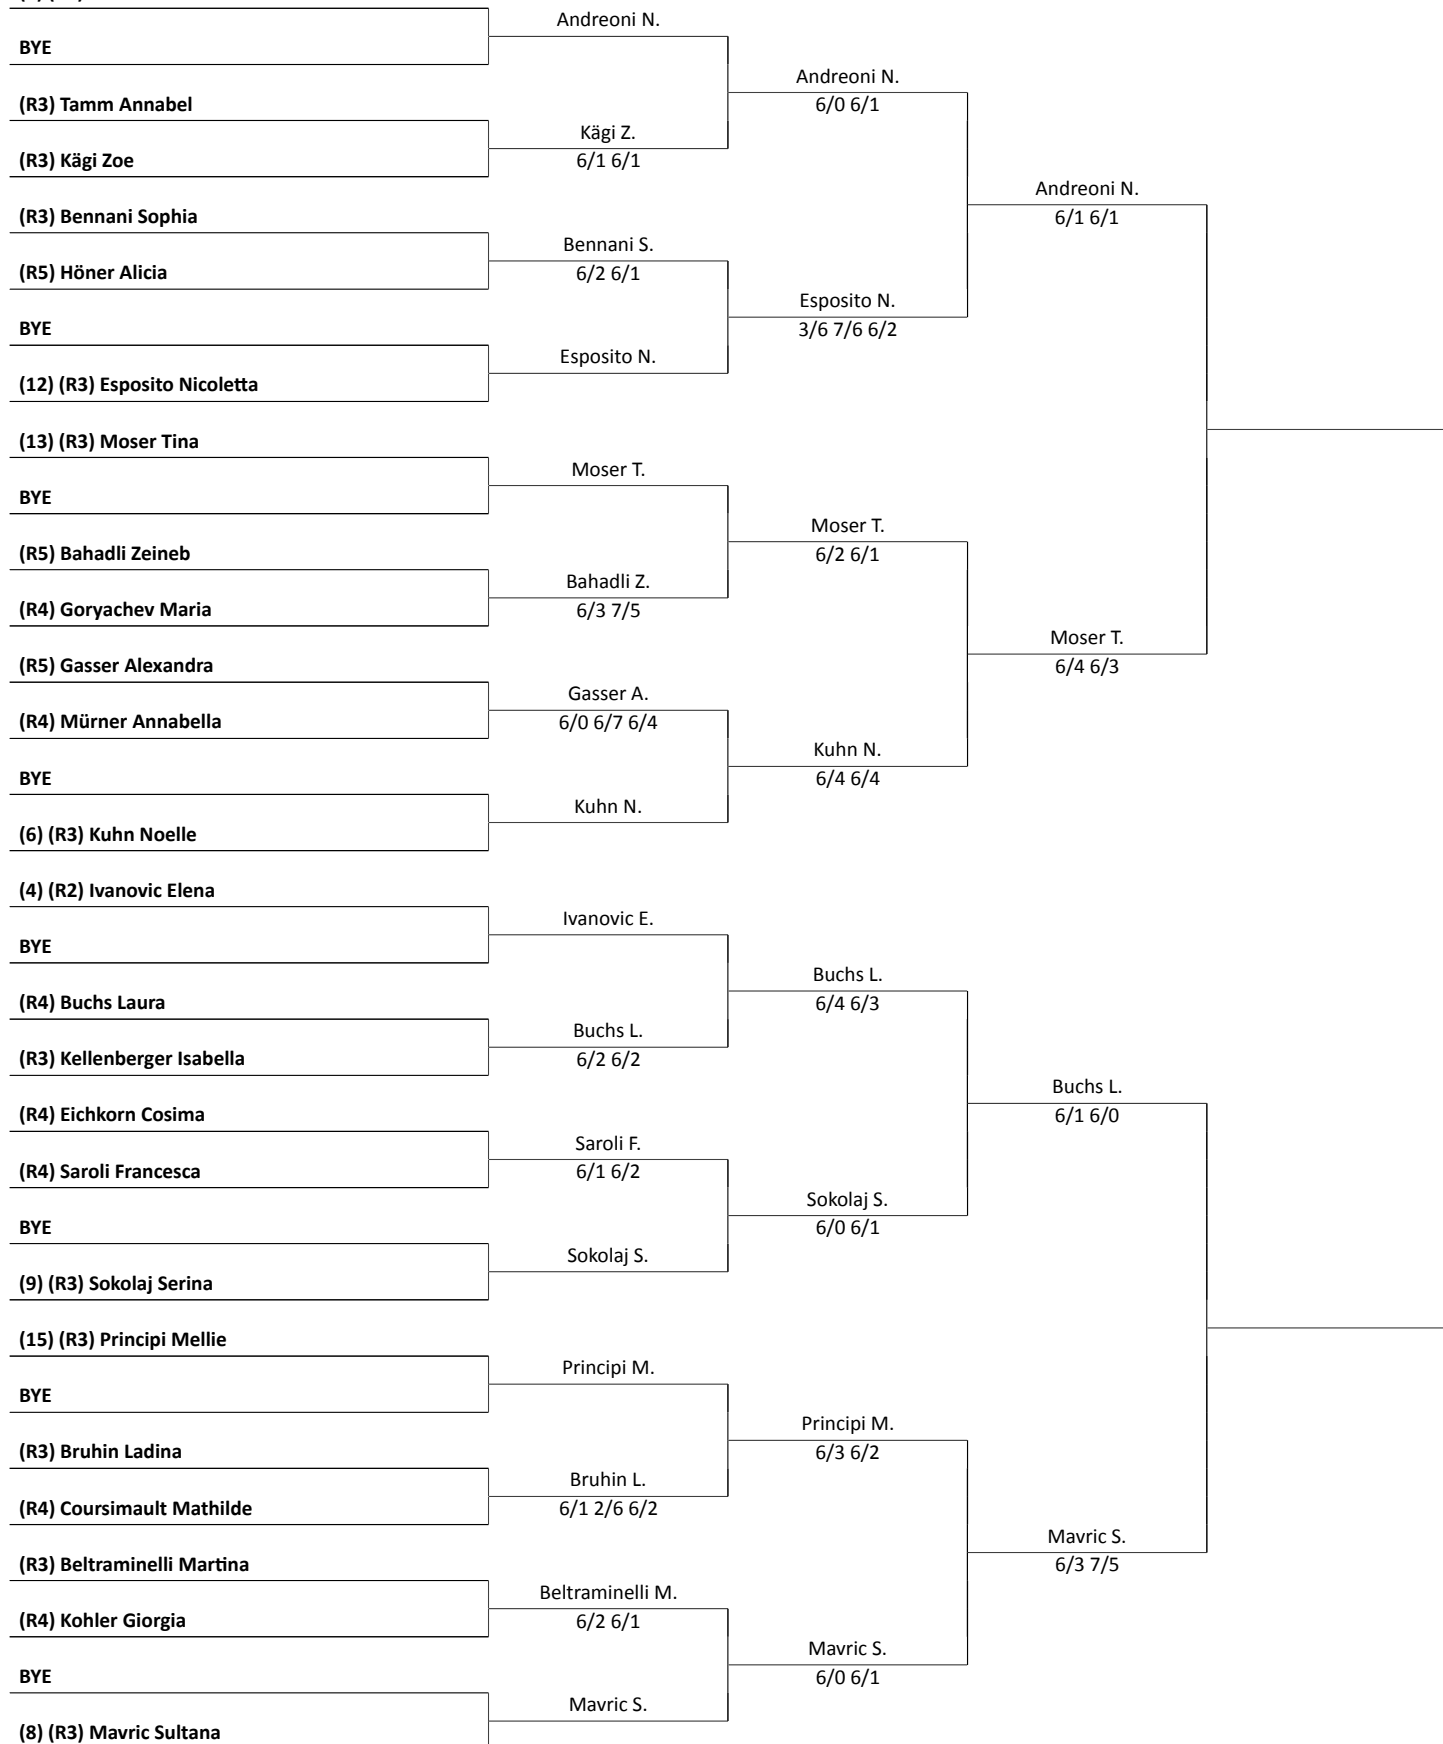 BYE
(R3) Tamm Annabel
(R3) Kägi Zoe
(R3) Bennani Sophia
(R5) Höner Alicia
BYE
(12) (R3) Esposito Nicoletta
(13) (R3) Moser Tina
BYE
(R5) Bahadli Zeineb
(R4) Goryachev Maria
(R5) Gasser Alexandra
(R4) Mürner Annabella
BYE
(6) (R3) Kuhn Noelle
(4) (R2) Ivanovic Elena
BYE
(R4) Buchs Laura
(R3) Kellenberger Isabella
(R4) Eichkorn Cosima
(R4) Saroli Francesca
BYE
(9) (R3) Sokolaj Serina
(15) (R3) Principi Mellie
BYE
(R3) Bruhin Ladina
(R4) Coursimault Mathilde
(R3) Beltraminelli Martina
(R4) Kohler Giorgia
BYE
(8) (R3) Mavric Sultana
Andreoni N.
Kägi Z.
6/1 6/1
Bennani S.
6/2 6/1
Esposito N.
Moser T.
Bahadli Z.
6/3 7/5
Gasser A.
6/0 6/7 6/4
Kuhn N.
Ivanovic E.
Buchs L.
6/2 6/2
Saroli F.
6/1 6/2
Sokolaj S.
Principi M.
Bruhin L.
6/1 2/6 6/2
Beltraminelli M.
6/2 6/1
Mavric S.
Andreoni N.
6/0 6/1
Esposito N.
3/6 7/6 6/2
Moser T.
6/2 6/1
Kuhn N.
6/4 6/4
Buchs L.
6/4 6/3
Sokolaj S.
6/0 6/1
Principi M.
6/3 6/2
Mavric S.
6/0 6/1
Andreoni N.
6/1 6/1
Moser T.
6/4 6/3
Buchs L.
6/1 6/0
Mavric S.
6/3 7/5